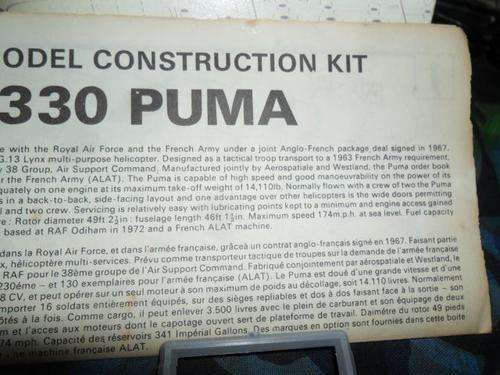 ODEL CONSTRUCTION KIT
330 PUMA
e with the Royal Air Force and the French Army under a joint Anglo-French package deal signed in 1967.
G.13 Lynx multi-purpose helicopter. Designed as a tactical troop transport to a 1963 French Army requirement,
38 Group, Air Support Command. Manufactured jointly by Aerospatiale and Westland, the Puma order book
r the French Army (ALAT). The Puma is capable of high speed and good manoeuvrability on the power of its
quately on one engine at its maximum take-off weight of 14,110lb. Normally flown with a crew of two the Puma
s in a back-to-back, side-facing layout and one advantage over other helicopters is the wide doors permitting
l and two crew. Servicing is relatively easy with lubricating points kept to a minimum and engine access gained
e : Rotor diameter 49ft 2½in : fuselage length 46ft 1½in. Maximum speed 174m.p.h. at sea level. Fuel capacity
based at RAF Odiham in 1972 and a French ALAT machine.
dans la Royal Air Force, et dans l'armée française, grâce à un contrat anglo-français signé en 1967. Faisant partie
x, hélicoptère multi-services. Prévu comme transporteur tactique de troupes sur la demande de l'armée française
RAF pour le 38ème groupe de l'Air Support Command. Fabriqué conjointement par Aérospatiale et Westland, le
230éme — et 130 exemplaires pour l'armée française (ALAT). Le Puma est doué d'une grande vitesse et d'une
8 CV, et peut opérer sur un seul moteur à son maximum de poids au décollage, soit 14.110 livres. Normalement
mporter 16 soldats entièrement équipés, sur des sièges repliables et dos à dos faisant face à la sortie — son
ôtés à la fois. Comme cargo, il peut enlever 3.500 livres avec le plein de carburant et son équipage de deux
m et l'acces aux moteurs dont le capotage ouvert sert de plateforme de travail. Daimétre du rotor 49 pieds
74 mph. Capacité des réservoirs 341 Impérial Gallons. Des marques en option sont fournies dans cette boite
ne machine française ALAT.